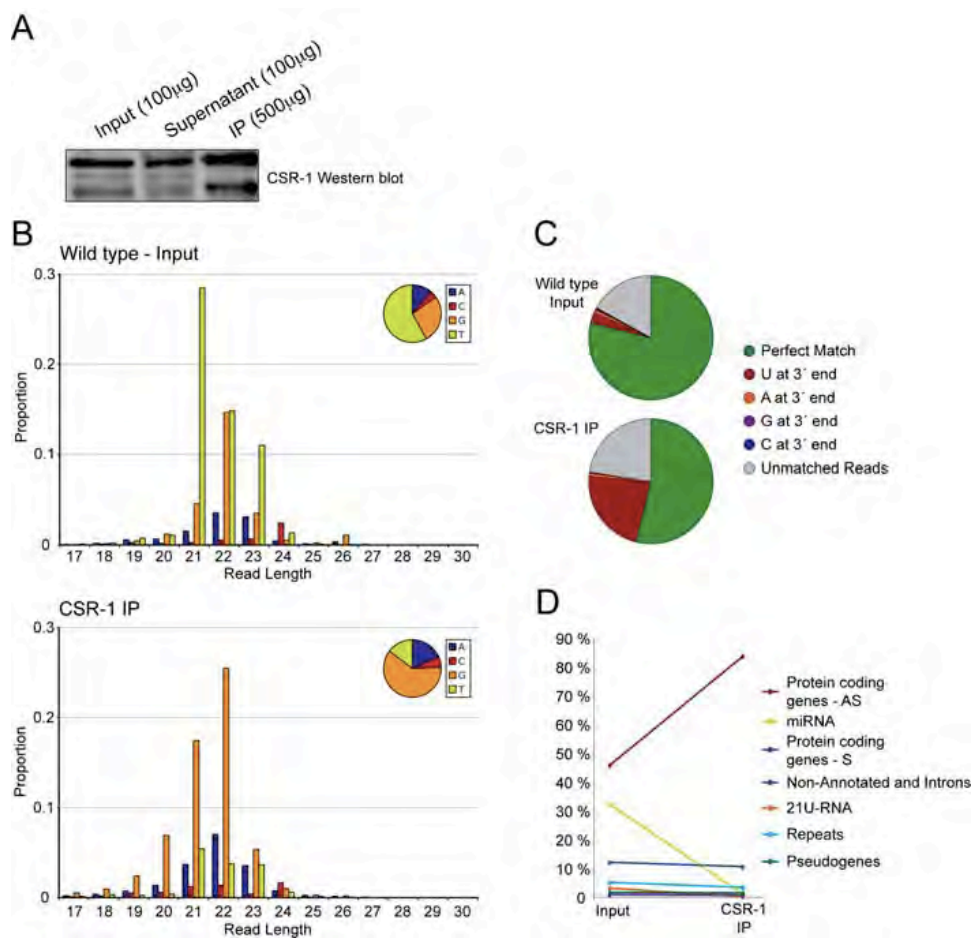 A
Input (100µg)
Supernatant (100µg)
IP (500µg)
CSR-1 Western blot
B
Wild type - Input
0.3
0.2
0.1
0
Proportion
A
C
G
T
17 18 19 20 21 22 23 24 25 26 27 28 29 30
Read Length
CSR-1 IP
0.3
0.2
0.1
0
Proportion
A
C
G
T
17 18 19 20 21 22 23 24 25 26 27 28 29 30
Read Length
C
Wild type
Input
CSR-1 IP
Perfect Match
U at 3´ end
A at 3´ end
G at 3´ end
C at 3´ end
Unmatched Reads
D
90 %
80 %
70 %
60 %
50 %
40 %
30 %
20 %
10 %
0 %
Input
CSR-1
IP
Protein coding
genes - AS
miRNA
Protein coding
genes - S
Non-Annotated and Introns
21U-RNA
Repeats
Pseudogenes